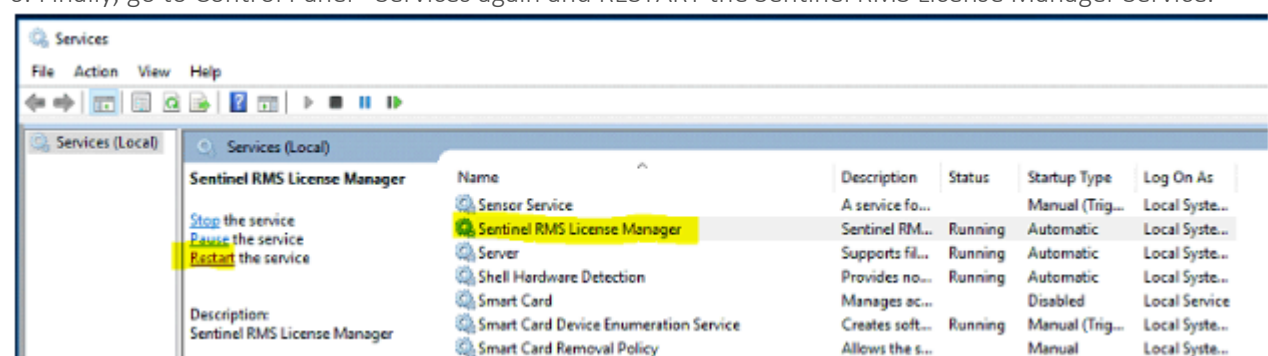 Finally, go to Control Panel Services again and RESTART the Sentinel RMS License Manager Service.
Services
File Action View Help
Services (Local)
Services (Local)
Sentinel RMS License Manager
Stop the service
Pause the service
Restart the service
Description:
Sentinel RMS License Manager
Name Description Status Startup Type Log On As
Sensor Service A service fo... Manual (Trig... Local Syste...
Sentinel RMS License Manager Sentinel RM... Running Automatic Local Syste...
Server Supports fil... Running Automatic Local Syste...
Shell Hardware Detection Provides no... Running Automatic Local Syste...
Smart Card Manages ac... Disabled Local Service
Smart Card Device Enumeration Service Creates soft... Running Manual (Trig... Local Syste...
Smart Card Removal Policy Allows the s... Manual Local Syste...